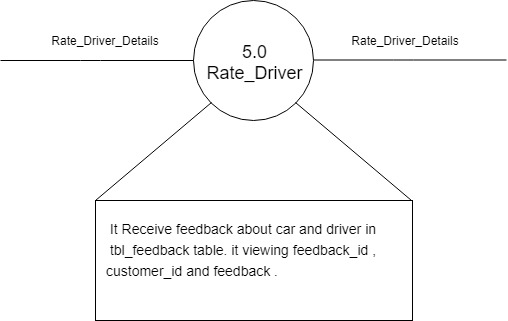 Rate_Driver_Details
Rate_Driver_Details
5.0
Rate_Driver
It Receive feedback about car and driver in
tbl_feedback table. it viewing feedback_id ,
customer_id and feedback .